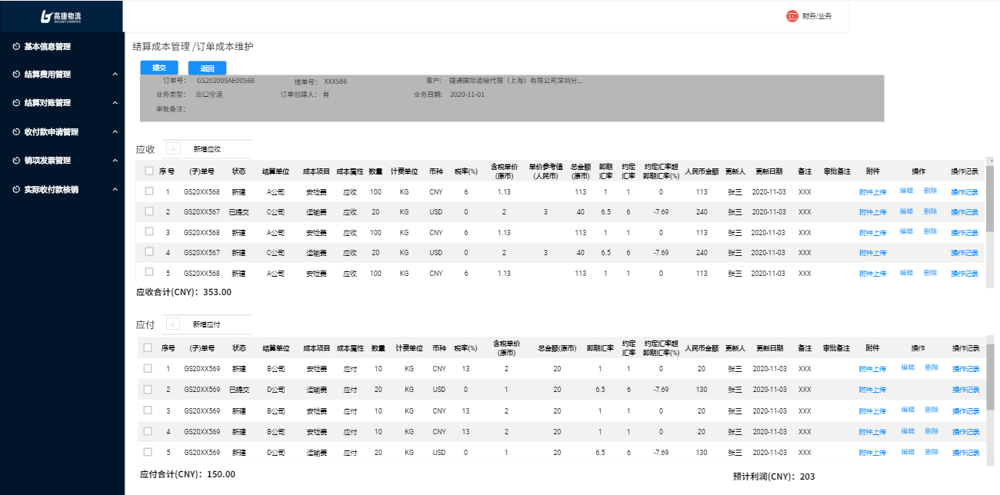 高捷物流
GOLDJET LOGISTICS
财务/业务
基本信息管理
结算费用管理
结算对账管理
收付款申请管理
销项发票管理
实际收付款核销
结算成本管理 /订单成本维护
提交 返回
订单号： GS202009AE00568 提单号： XXX586 客户： 捷通国际运输代理（上海）有限公司深圳分...
业务类型： 出口空运 订单创建人： 肖 业务日期: 2020-11-01
审批备注：
应收 + 新增应收
序号 (子)单号 状态 结算单位 成本项目 成本属性 数量 计费单位 币种 税率(%) 含税单价(原币) 单价参考值(人民币) 总金额(原币) 即期汇率 约定汇率 约定汇率超即期汇率(%) 人民币金额 更新人 更新日期 备注 审批备注 附件 操作 操作记录
1 GS20XX568 新建 A公司 安检费 应收 100 KG CNY 6 1.13 113 1 1 0 113 张三 2020-11-03 XXX 附件上传 编辑 删除 操作记录
2 GS20XX567 已提交 C公司 运输费 应收 20 KG USD 0 2 3 40 6.5 6 -7.69 240 张三 2020-11-03 XXX 附件上传 编辑 删除 操作记录
3 GS20XX568 新建 A公司 安检费 应收 100 KG CNY 6 1.13 113 1 1 0 113 张三 2020-11-03 XXX 附件上传 编辑 删除 操作记录
4 GS20XX567 新建 C公司 运输费 应收 20 KG USD 0 2 3 40 6.5 6 -7.69 240 张三 2020-11-03 XXX 附件上传 操作记录
5 GS20XX568 新建 A公司 安检费 应收 100 KG CNY 6 1.13 113 1 1 0 113 张三 2020-11-03 XXX 附件上传 编辑 删除 操作记录
应收合计(CNY)：353.00
应付 + 新增应付
序号 (子)单号 状态 结算单位 成本项目 成本属性 数量 计费单位 币种 税率(%) 含税单价(原币) 总金额(原币) 即期汇率 约定汇率 约定汇率超即期汇率(%) 人民币金额 更新人 更新日期 备注 审批备注 附件 操作 操作记录
1 GS20XX569 新建 B公司 安检费 应付 10 KG CNY 13 2 20 1 1 0 20 张三 2020-11-03 XXX 附件上传 编辑 删除 操作记录
2 GS20XX569 已提交 D公司 运输费 应付 20 KG USD 0 1 20 6.5 6 -7.69 130 张三 2020-11-03 XXX 附件上传 操作记录
3 GS20XX569 新建 B公司 安检费 应付 10 KG CNY 13 2 20 1 1 0 20 张三 2020-11-03 XXX 附件上传 编辑 删除 操作记录
4 GS20XX569 新建 B公司 安检费 应付 10 KG CNY 13 2 20 1 1 0 20 张三 2020-11-03 XXX 附件上传 编辑 删除 操作记录
5 GS20XX569 新建 D公司 运输费 应付 20 KG USD 0 1 20 6.5 6 -7.69 130 张三 2020-11-03 XXX 附件上传 编辑 删除 操作记录
应付合计(CNY)：150.00
预计利润(CNY)：203